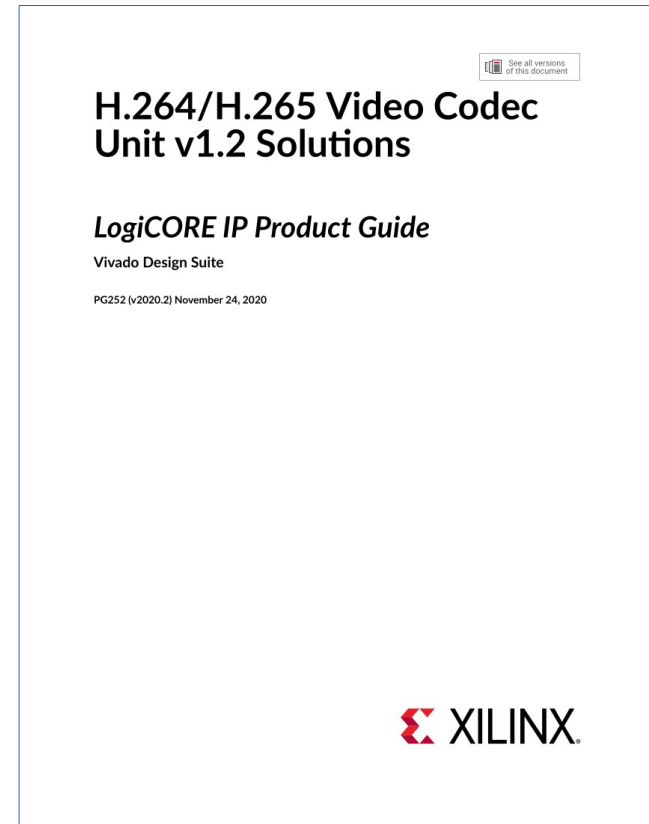 See all versions
of this document
H.264/H.265 Video Codec
Unit v1.2 Solutions
LogiCORE IP Product Guide
Vivado Design Suite
PG252 (v2020.2) November 24, 2020
XILINX®